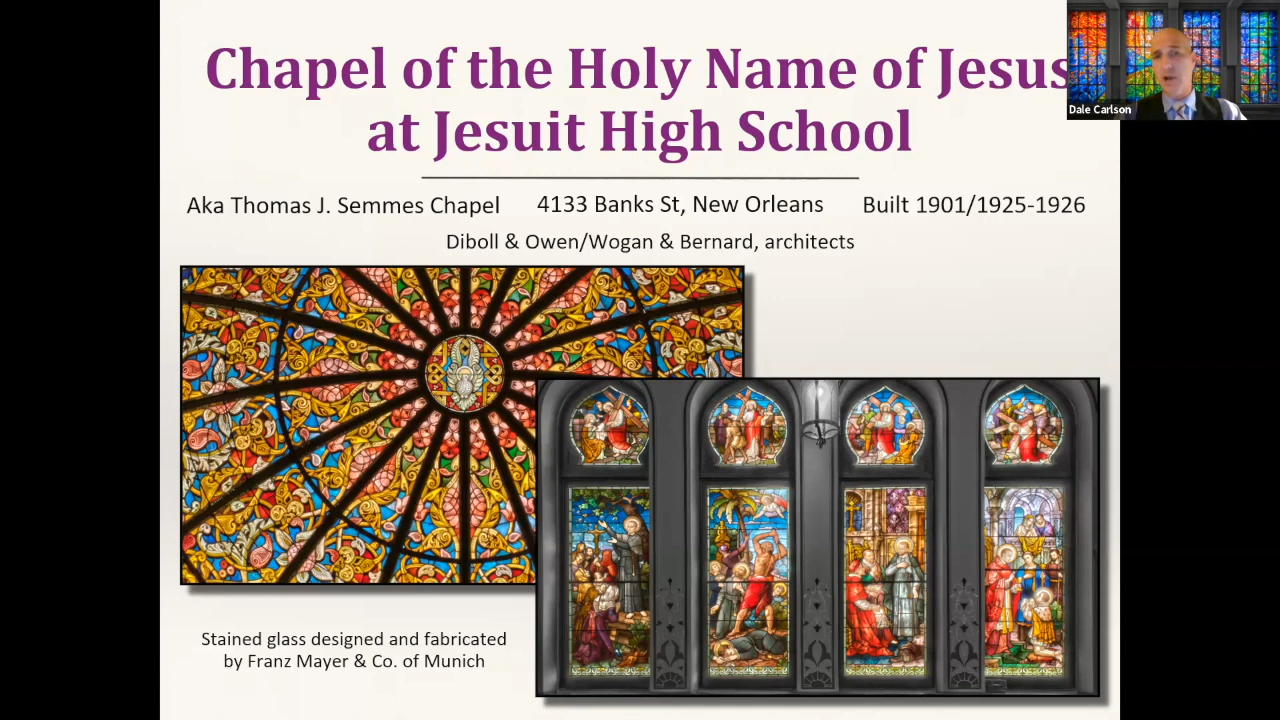 Chapel of the Holy Name of Jesus
at Jesuit High School
Dale Carlson
Aka Thomas J. Semmes Chapel
4133 Banks St, New Orleans
Built 1901/1925-1926
Diboll & Owen/Wogan & Bernard, architects
Stained glass designed and fabricated
by Franz Mayer & Co. of Munich